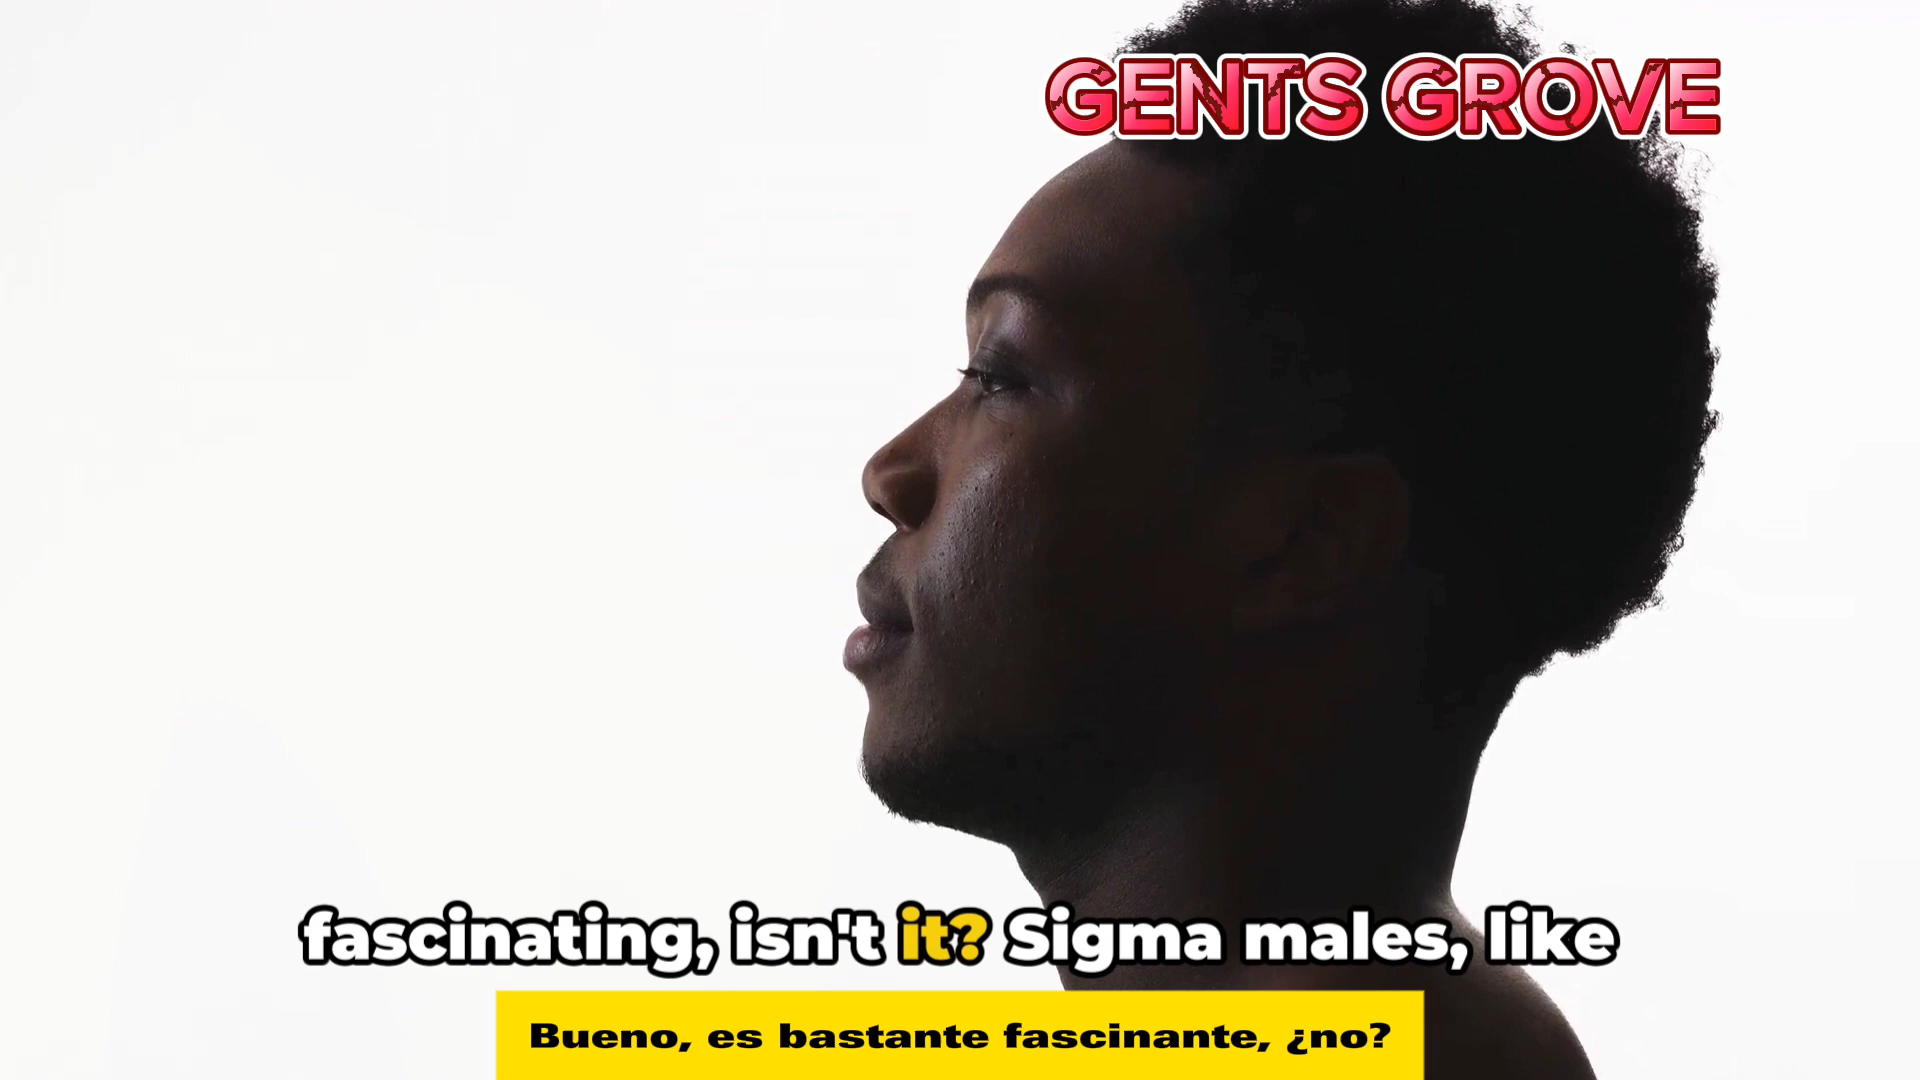 GENTS GROVE
fascinating, isn't it? Sigma males, like
Bueno, es bastante fascinante, ¿no?